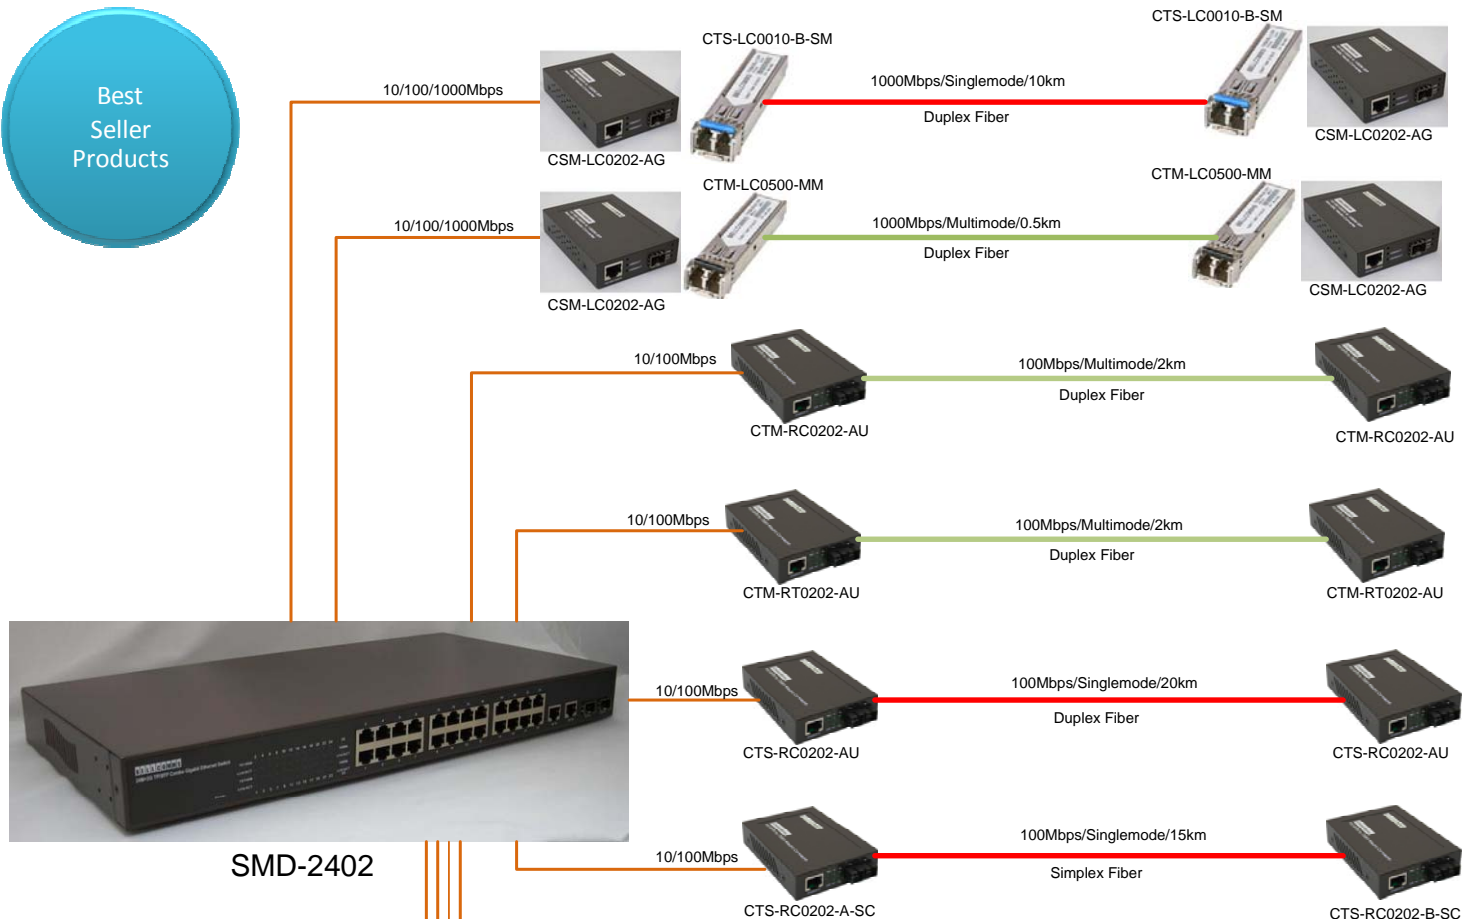 Best
Seller
Products
CTS-LC0010-B-SM
CTS-LC0010-B-SM
10/100/1000Mbps
1000Mbps/Singlemode/10km
Duplex Fiber
CSM-LC0202-AG
CSM-LC0202-AG
CTM-LC0500-MM
CTM-LC0500-MM
10/100/1000Mbps
1000Mbps/Multimode/0.5km
Duplex Fiber
CSM-LC0202-AG
CSM-LC0202-AG
10/100Mbps
100Mbps/Multimode/2km
Duplex Fiber
CTM-RC0202-AU
CTM-RC0202-AU
10/100Mbps
100Mbps/Multimode/2km
Duplex Fiber
CTM-RT0202-AU
CTM-RT0202-AU
10/100Mbps
100Mbps/Singlemode/20km
Duplex Fiber
CTS-RC0202-AU
CTS-RC0202-AU
SMD-2402
10/100Mbps
100Mbps/Singlemode/15km
Simplex Fiber
CTS-RC0202-A-SC
CTS-RC0202-B-SC